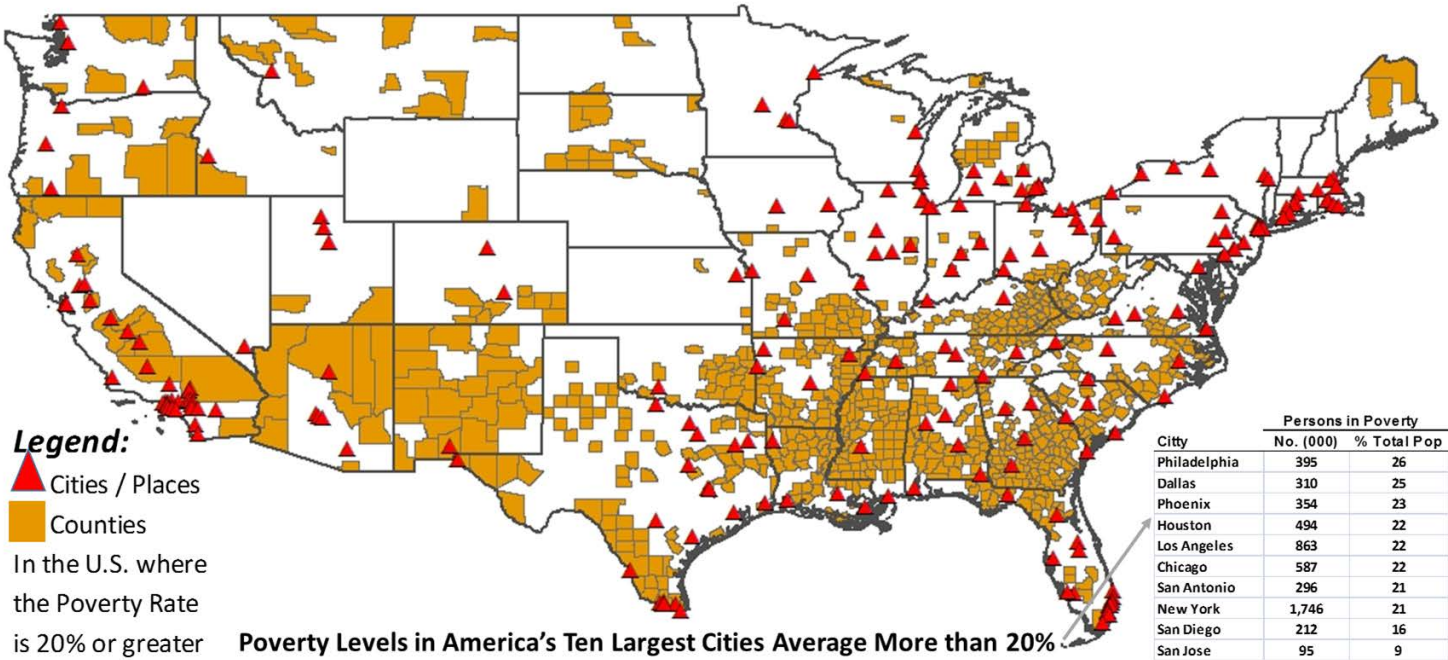 Legend:
Cities / Places
Counties
In the U.S. where
the Poverty Rate
is 20% or greater
Poverty Levels in America's Ten Largest Cities Average More than 20%
Persons in Poverty
Citty No. (000) % Total Pop
Philadelphia 395 26
Dallas 310 25
Phoenix 354 23
Houston 494 22
Los Angeles 863 22
Chicago 587 22
San Antonio 296 21
New York 1,746 21
San Diego 212 16
San Jose 95 9